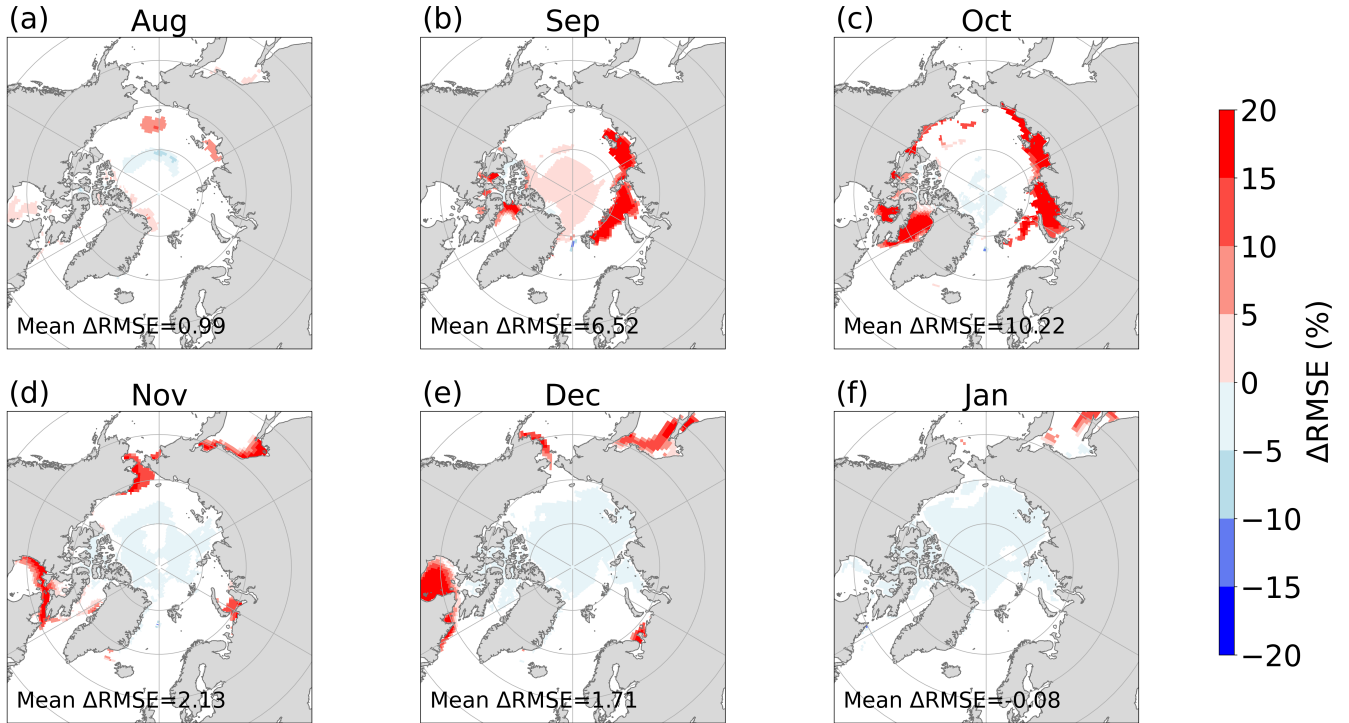 (a) Aug
(b) Sep
(c) Oct
Mean ΔRMSE=0.99
Mean ΔRMSE=6.52
Mean ΔRMSE=10.22
(d) Nov
(e) Dec
(f) Jan
Mean ΔRMSE=2.13
Mean ΔRMSE=1.71
Mean ΔRMSE=-0.08
20
15
10
5
0
−5
−10
−15
−20
ΔRMSE (%)